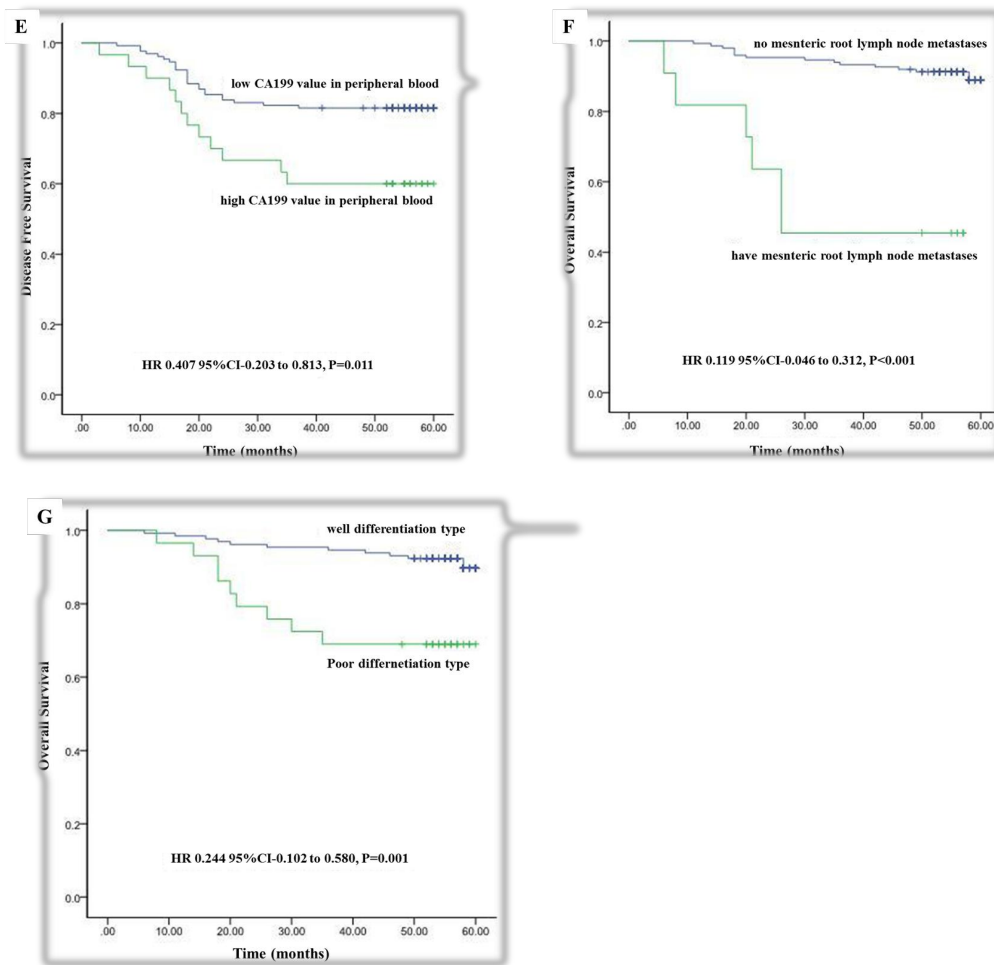 E
1.0
0.8
0.6
0.4
0.2
0.0
Disease Free Survival
low CA199 value in peripheral blood
high CA199 value in peripheral blood
HR 0.407 95%CI-0.203 to 0.813, P=0.011
.00 10.00 20.00 30.00 40.00 50.00 60.00
Time (months)
F
1.0
0.8
0.6
0.4
0.2
0.0
Overall Survival
no mesnteric root lymph node metastases
have mesnteric root lymph node metastases
HR 0.119 95%CI-0.046 to 0.312, P<0.001
.00 10.00 20.00 30.00 40.00 50.00 60.00
Time (months)
G
1.0
0.8
0.6
0.4
0.2
0.0
Overall Survival
well differentiation type
Poor differnetiation type
HR 0.244 95%CI-0.102 to 0.580, P=0.001
.00 10.00 20.00 30.00 40.00 50.00 60.00
Time (months)